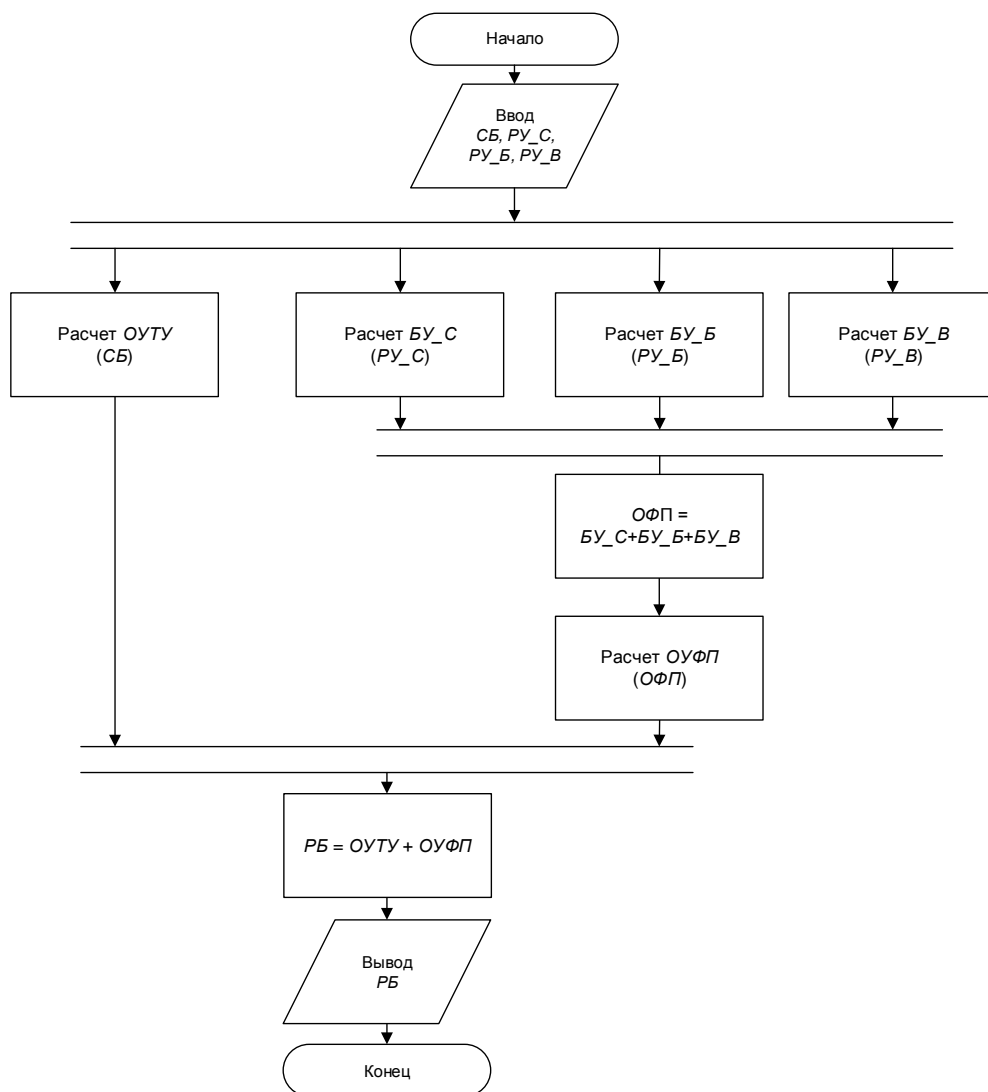 Начало
Ввод
СБ, РУ_С,
РУ_Б, РУ_В
Расчет ОУТУ
(СБ)
Расчет БУ_С
(РУ_С)
Расчет БУ_Б
(РУ_Б)
Расчет БУ_В
(РУ_В)
ОФП =
БУ_С+БУ_Б+БУ_В
Расчет ОУФП
(ОФП)
РБ = ОУТУ + ОУФП
Вывод
РБ
Конец